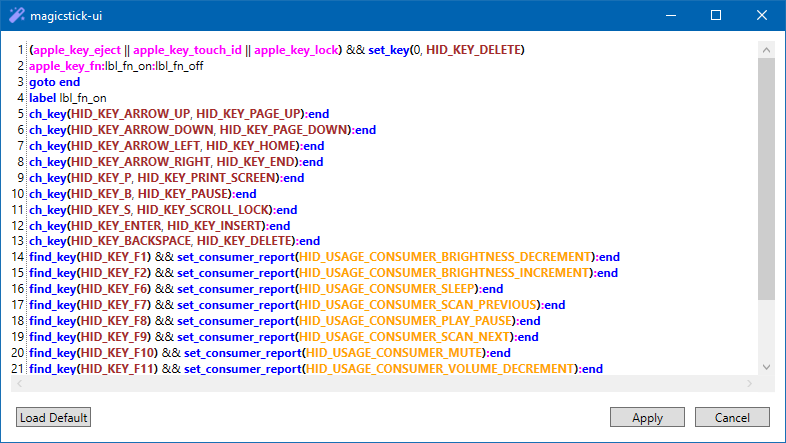 magicstick-ui
1 (apple_key_eject || apple_key_touch_id || apple_key_lock) && set_key(0, HID_KEY_DELETE)
2 apple_key_fn:lbl_fn_on:lbl_fn_off
3 goto end
4 label lbl_fn_on
5 ch_key(HID_KEY_ARROW_UP, HID_KEY_PAGE_UP):end
6 ch_key(HID_KEY_ARROW_DOWN, HID_KEY_PAGE_DOWN):end
7 ch_key(HID_KEY_ARROW_LEFT, HID_KEY_HOME):end
8 ch_key(HID_KEY_ARROW_RIGHT, HID_KEY_END):end
9 ch_key(HID_KEY_P, HID_KEY_PRINT_SCREEN):end
10 ch_key(HID_KEY_B, HID_KEY_PAUSE):end
11 ch_key(HID_KEY_S, HID_KEY_SCROLL_LOCK):end
12 ch_key(HID_KEY_ENTER, HID_KEY_INSERT):end
13 ch_key(HID_KEY_BACKSPACE, HID_KEY_DELETE):end
14 find_key(HID_KEY_F1) && set_consumer_report(HID_USAGE_CONSUMER_BRIGHTNESS_DECREMENT):end
15 find_key(HID_KEY_F2) && set_consumer_report(HID_USAGE_CONSUMER_BRIGHTNESS_INCREMENT):end
16 find_key(HID_KEY_F6) && set_consumer_report(HID_USAGE_CONSUMER_SLEEP):end
17 find_key(HID_KEY_F7) && set_consumer_report(HID_USAGE_CONSUMER_SCAN_PREVIOUS):end
18 find_key(HID_KEY_F8) && set_consumer_report(HID_USAGE_CONSUMER_PLAY_PAUSE):end
19 find_key(HID_KEY_F9) && set_consumer_report(HID_USAGE_CONSUMER_SCAN_NEXT):end
20 find_key(HID_KEY_F10) && set_consumer_report(HID_USAGE_CONSUMER_MUTE):end
21 find_key(HID_KEY_F11) && set_consumer_report(HID_USAGE_CONSUMER_VOLUME_DECREMENT):end
Load Default Apply Cancel